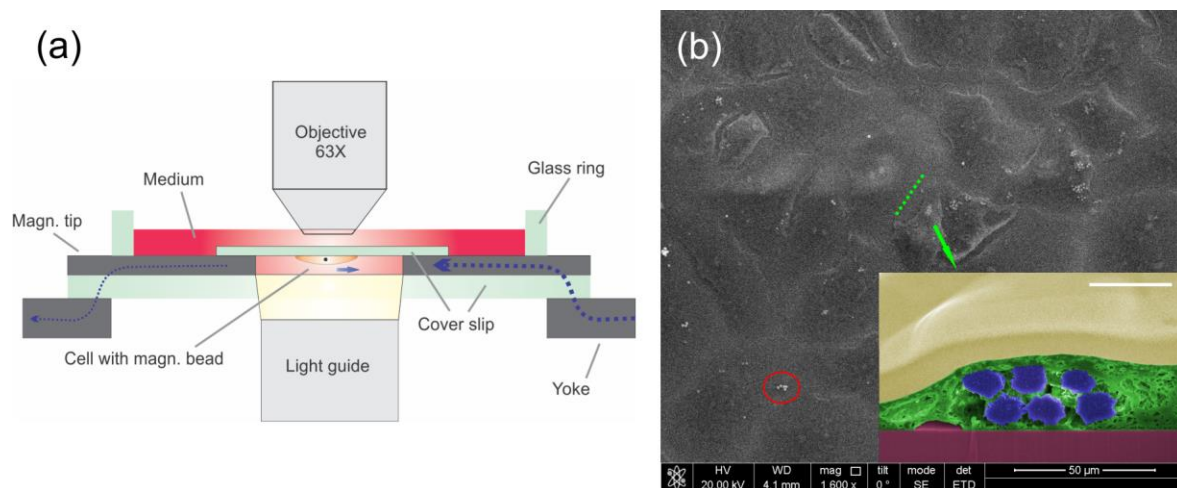 (a)
Objective
63X
Medium
Glass ring
Magn. tip
Cover slip
Cell with magn. bead
Light guide
Yoke
(b)
HV WD mag tilt mode det 50 µm
20.00 kV 4.1 mm 1 600 x 0 ° SE ETD